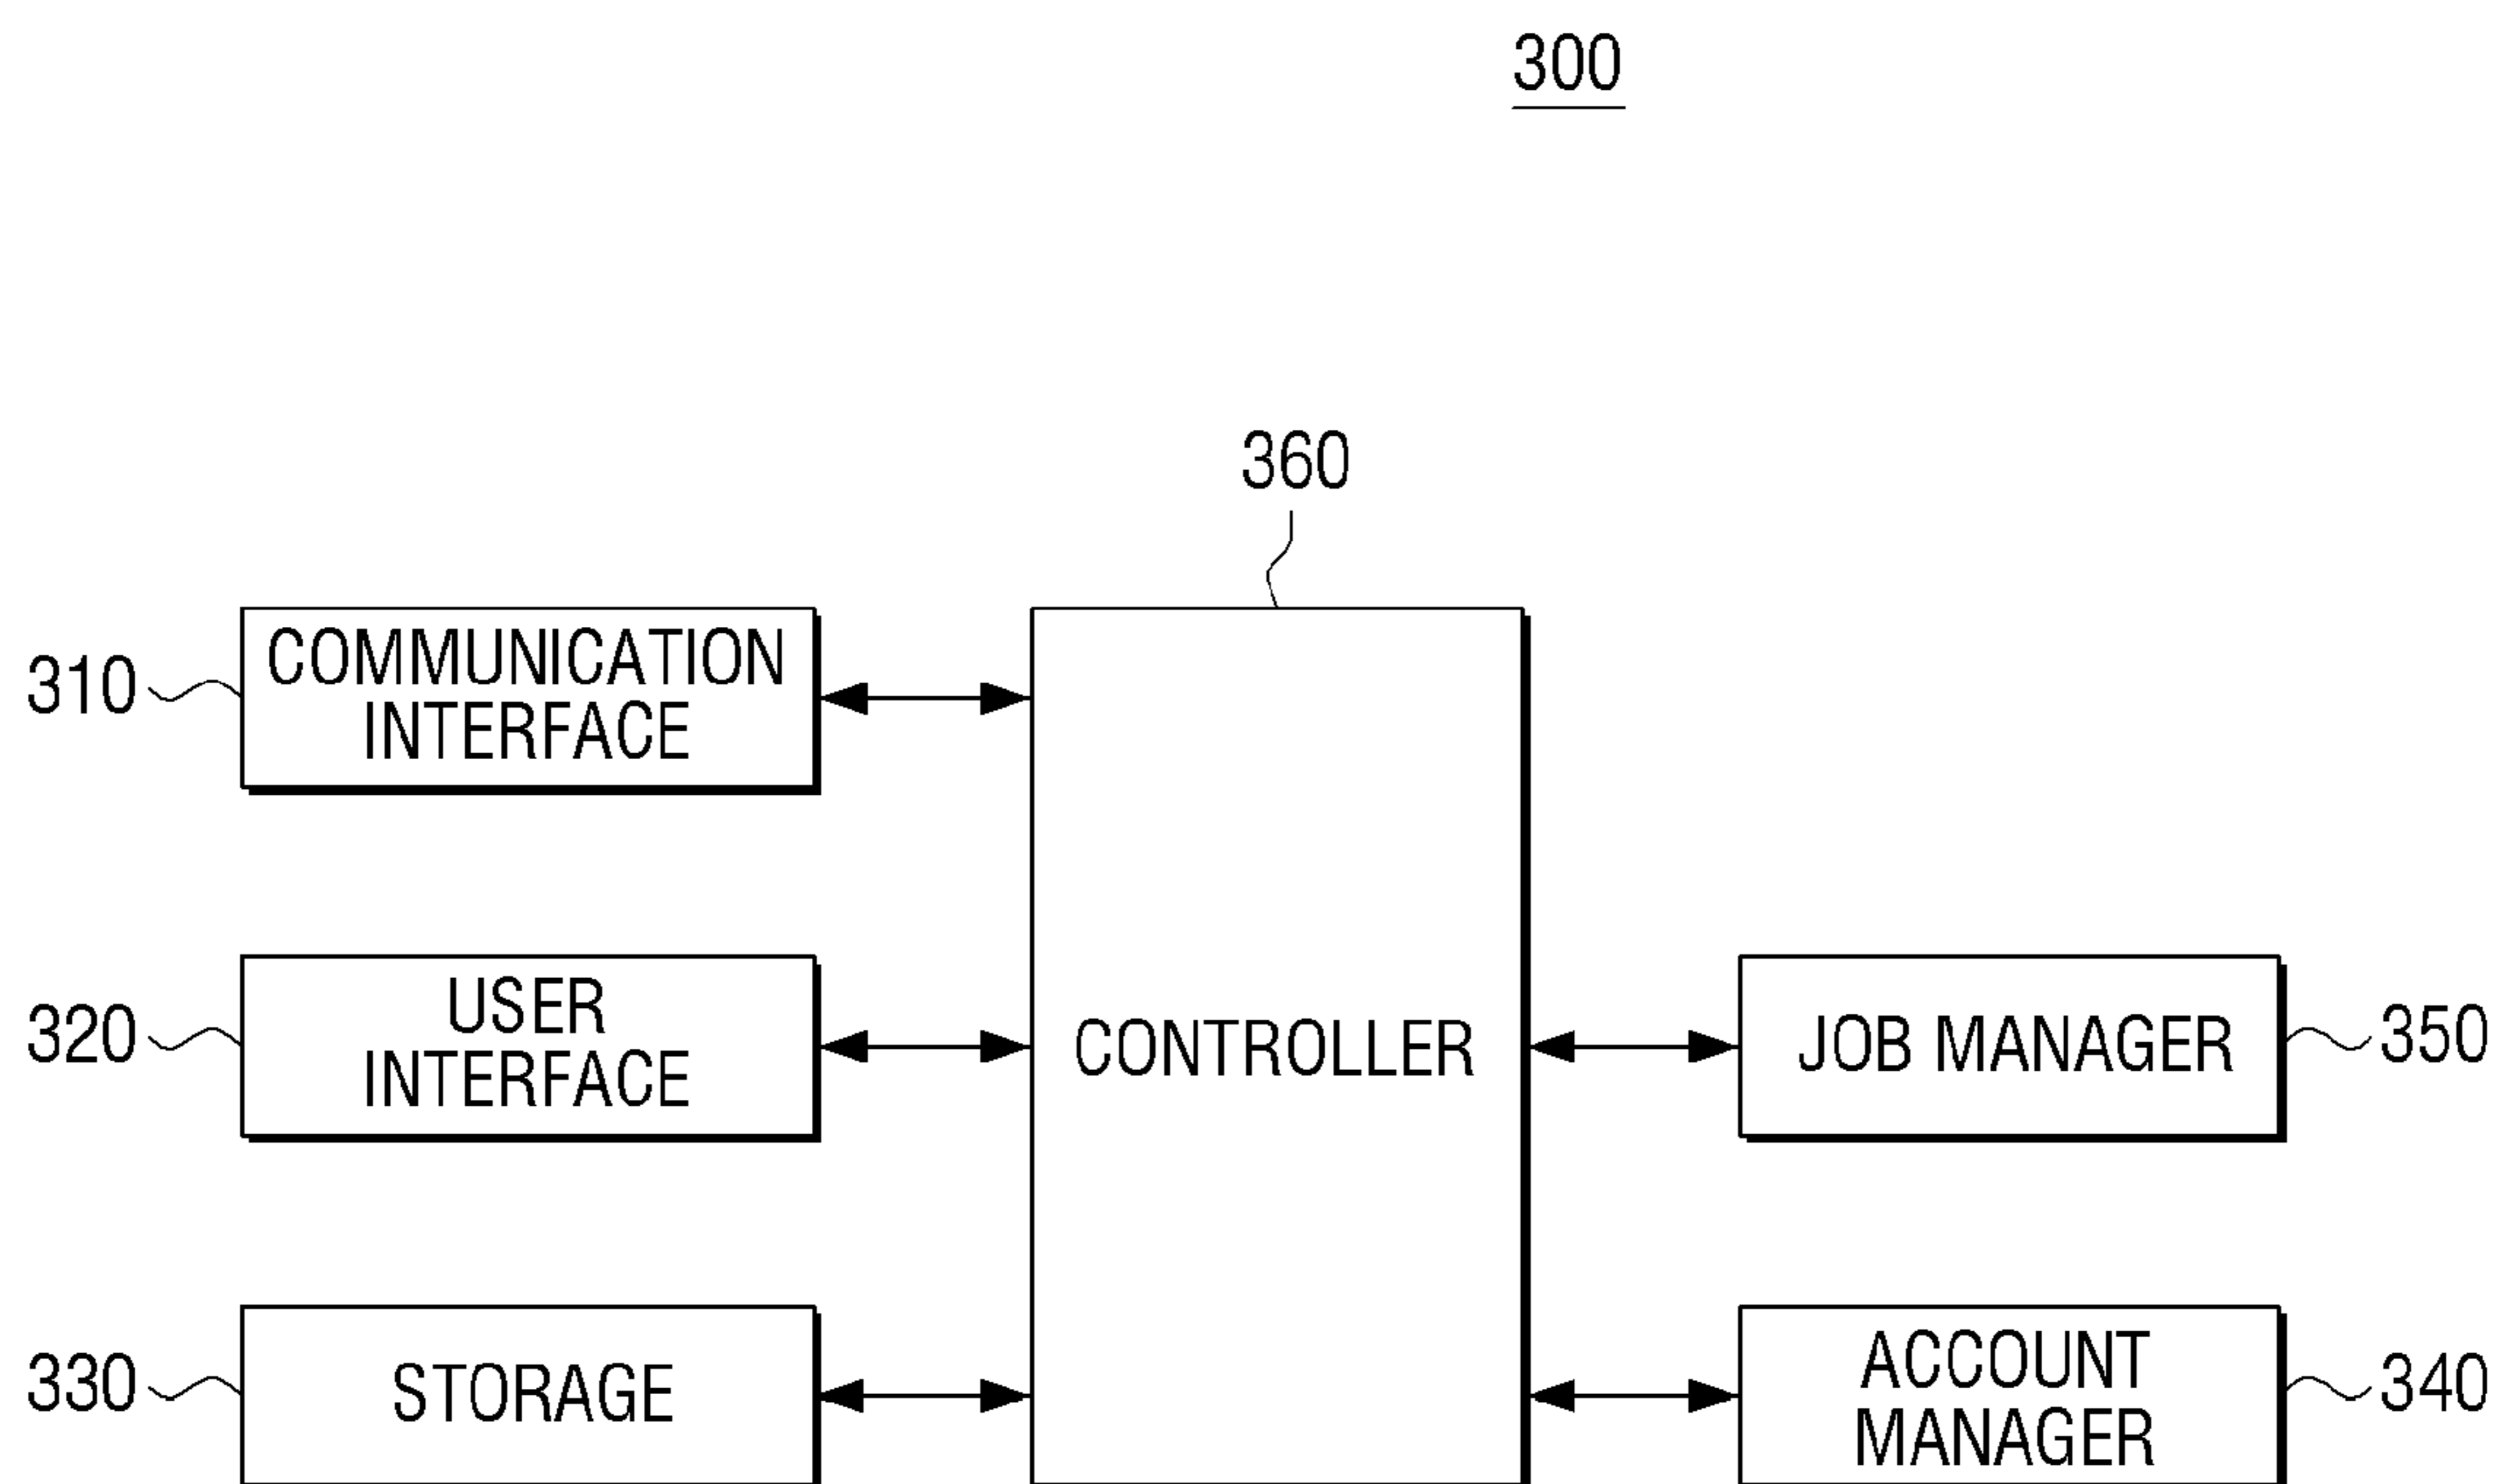 300
360
310
COMMUNICATION
INTERFACE
320
USER
INTERFACE
CONTROLLER
JOB MANAGER
350
330
STORAGE
ACCOUNT
MANAGER
340